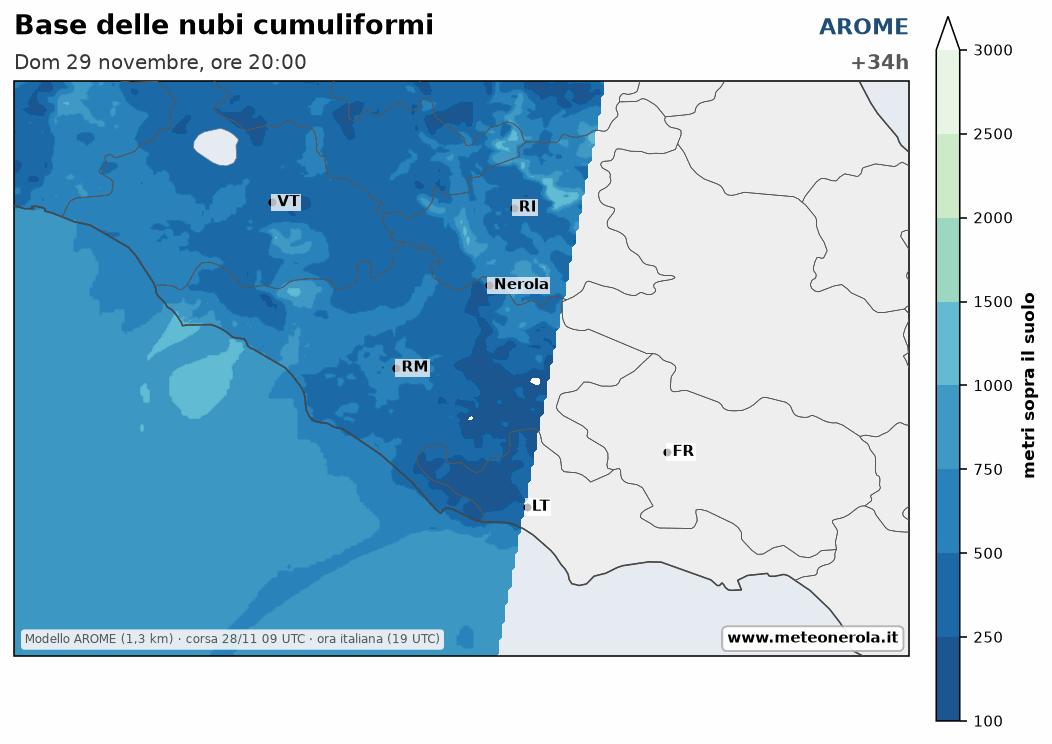 Base delle nubi cumuliformi
AROME
Dom 29 novembre, ore 20:00
+34h
VT
RI
Nerola
RM
FR
LT
Modello AROME (1,3 km) · corsa 28/11 09 UTC · ora italiana (19 UTC)
www.meteonerola.it
3000
2500
2000
1500
1000
750
500
250
100
metri sopra il suolo